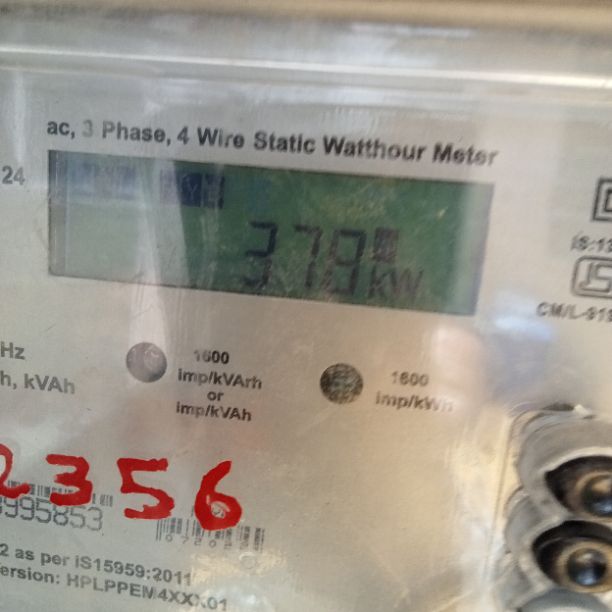 ac, 3 Phase, 4 Wire Static Watthour Meter
24
378
kW
IS:13
CM/L-
Hz
h, kVAh
1600
imp/kVArh
or
imp/kVAh
1600
imp/kWh
2356
995853
2 as per IS15959:2011
ersion: HPLPPEM4XXX01